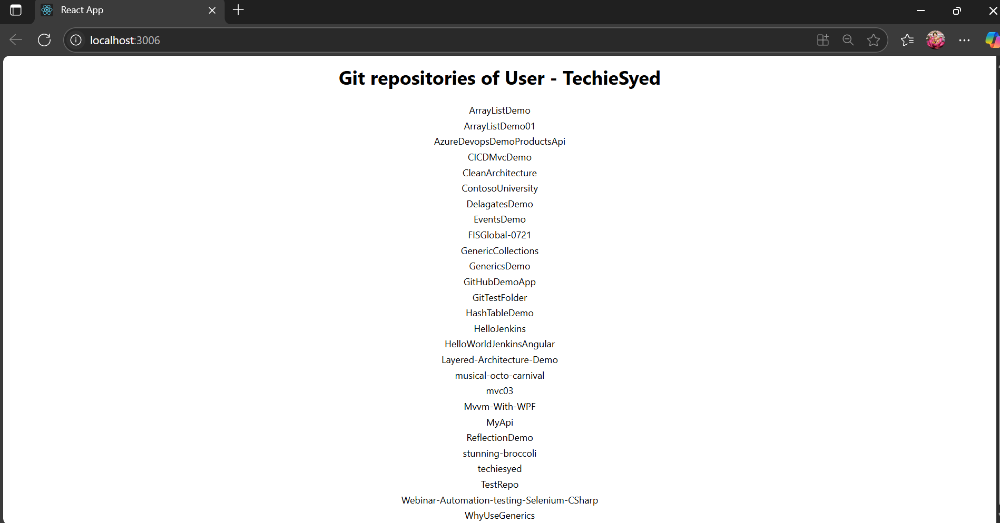 React App
localhost:3006
Git repositories of User - TechieSyed
ArrayListDemo
ArrayListDemo01
AzureDevopsDemoProductsApi
CICDMvcDemo
CleanArchitecture
ContosoUniversity
DelagatesDemo
EventsDemo
FISGlobal-0721
GenericCollections
GenericsDemo
GitHubDemoApp
GitTestFolder
HashTableDemo
HelloJenkins
HelloWorldJenkinsAngular
Layered-Architecture-Demo
musical-octo-carnival
mvc03
Mvvm-With-WPF
MyApi
ReflectionDemo
stunning-broccoli
techiesyed
TestRepo
Webinar-Automation-testing-Selenium-CSharp
WhyUseGenerics